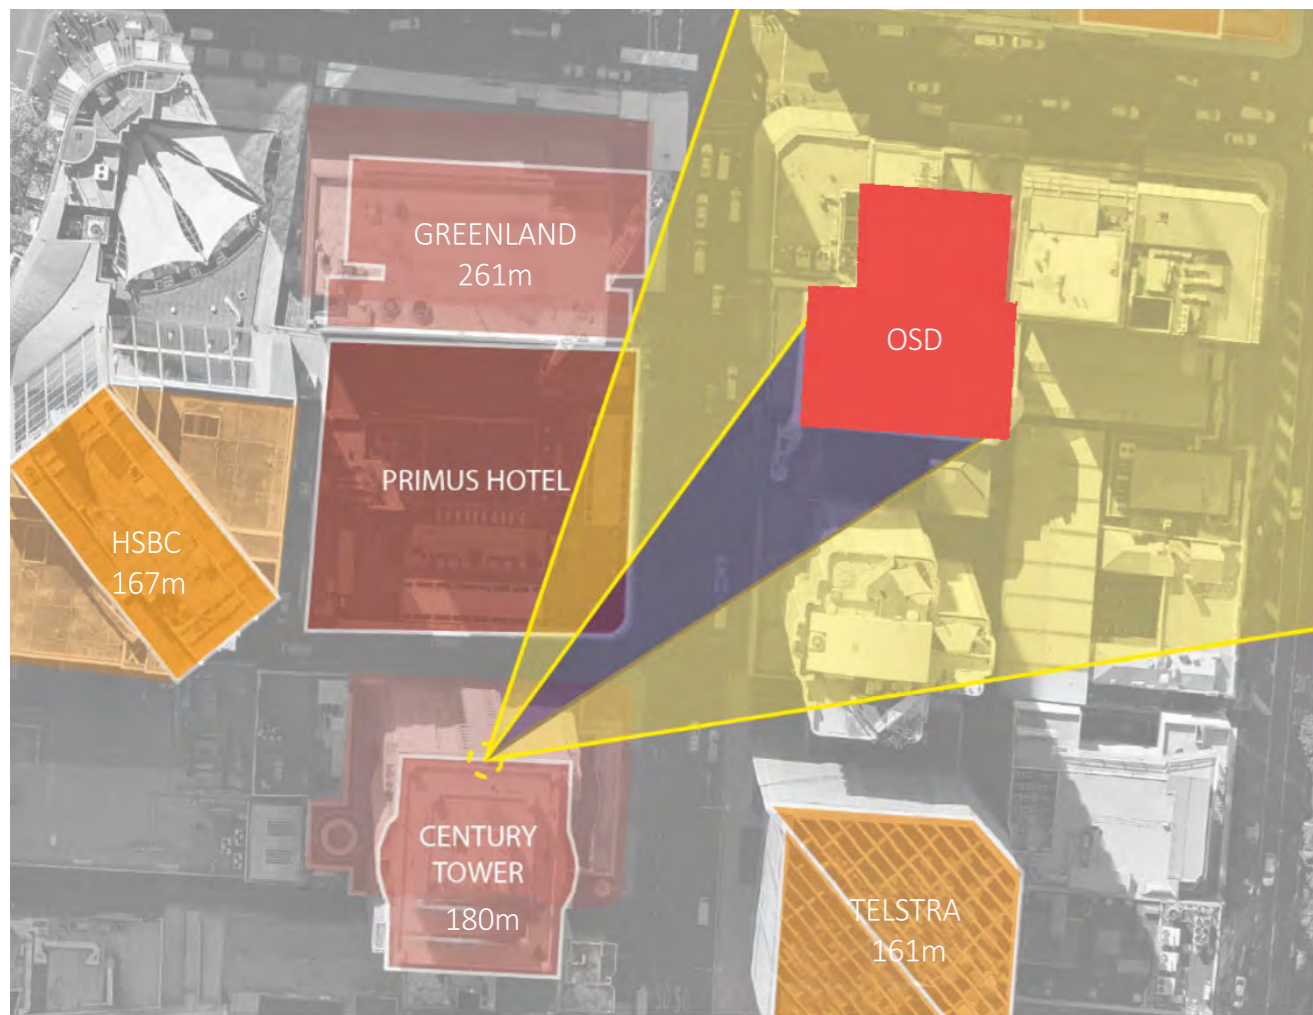 GREENLAND
261m
OSD
PRIMUS HOTEL
HSBC
167m
CENTURY
TOWER
180m
TELSTRA
161m